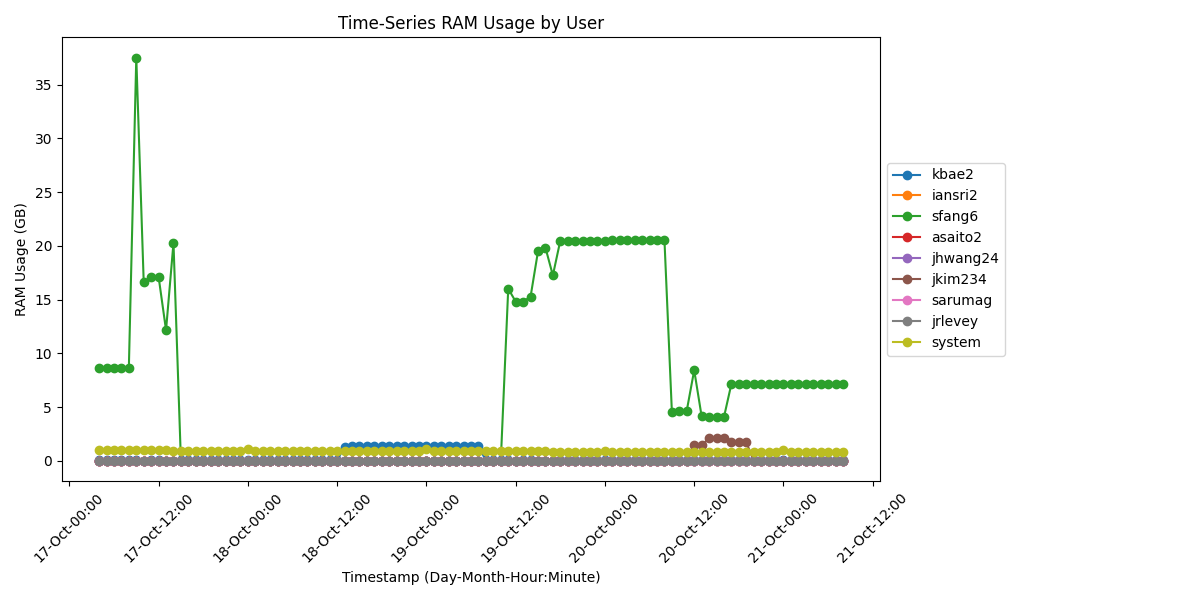 Time-Series RAM Usage by User
RAM Usage (GB)
35
30
25
20
15
10
5
0
17-Oct-00:00
17-Oct-12:00
18-Oct-00:00
18-Oct-12:00
19-Oct-00:00
19-Oct-12:00
20-Oct-00:00
20-Oct-12:00
21-Oct-00:00
21-Oct-12:00
Timestamp (Day-Month-Hour:Minute)
kbae2
iansri2
sfang6
asaito2
jhwang24
jkim234
sarumag
jrlevey
system